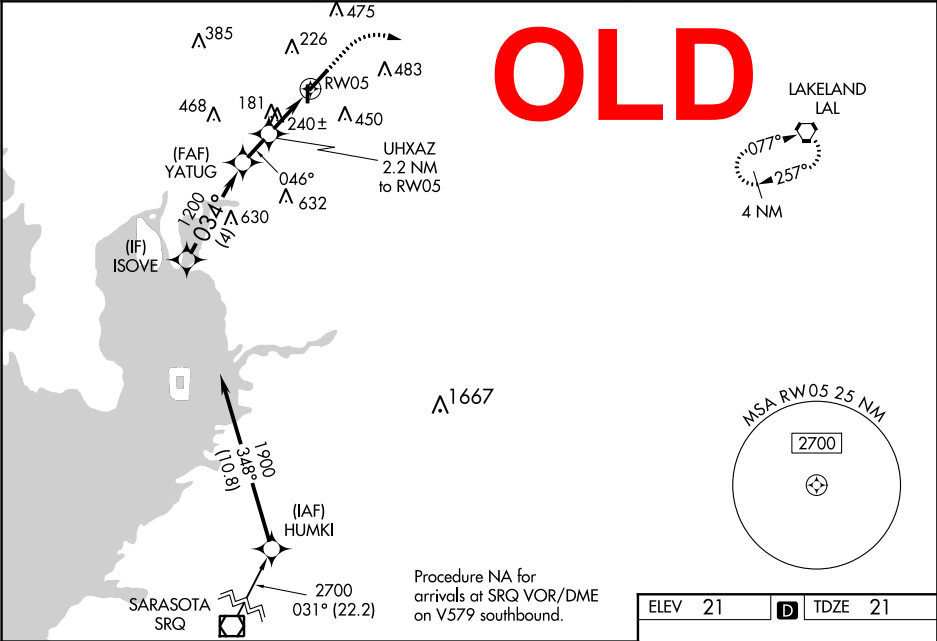 475
385
226
OLD
483
RW05
LAKELAND
LAL
468
181
240±
450
077°
257°
4 NM
UHXAZ
2.2 NM
to RW05
(FAF)
YATUG
046°
632
1200
034°
(4)
630
(IF)
ISOVE
1667
MSA RW05 25 NM
2700
1900
348°
(10.8)
(IAF)
HUMKI
2700
031° (22.2)
SARASOTA
SRQ
Procedure NA for
arrivals at SRQ VOR/DME
on V579 southbound.
ELEV 21 D TDZE 21